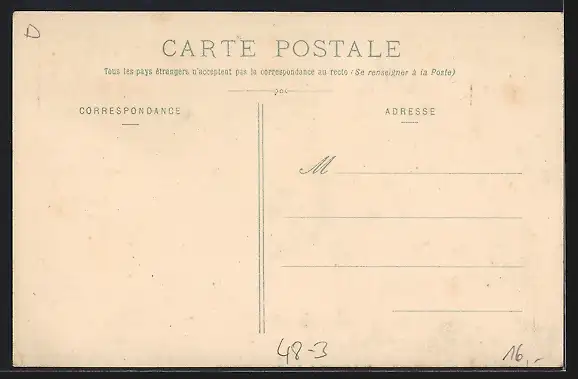 D
CARTE POSTALE
Tous les pays étrangers n'acceptent pas la correspondance au recto (Se renseigner à la Poste)
CORRESPONDANCE
ADRESSE
M
48-3
16,-